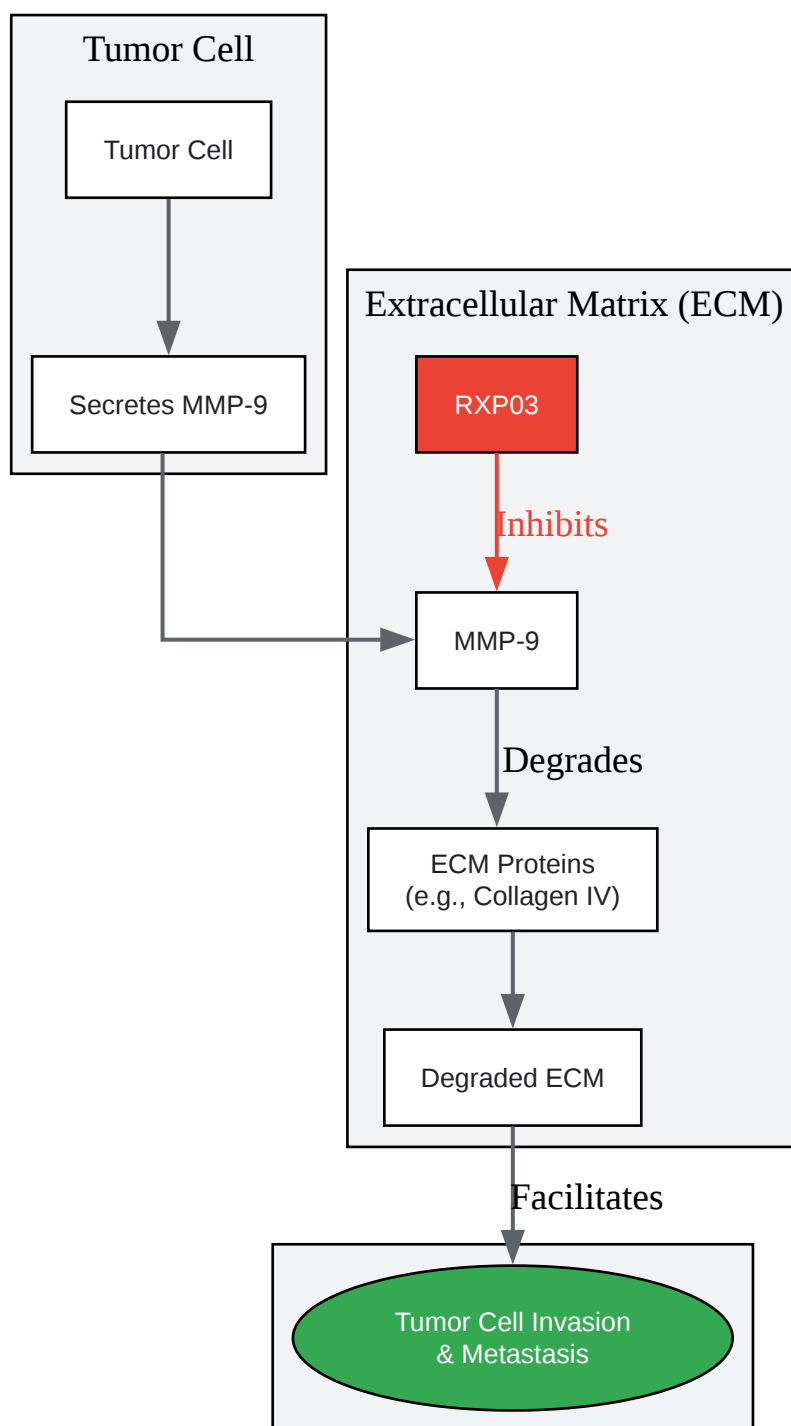 Tumor Cell
Tumor Cell
Secretes MMP-9
Extracellular Matrix (ECM)
RXP03
Inhibits
MMP-9
Degrades
ECM Proteins
(e.g., Collagen IV)
Degraded ECM
Facilitates
Tumor Cell Invasion
& Metastasis